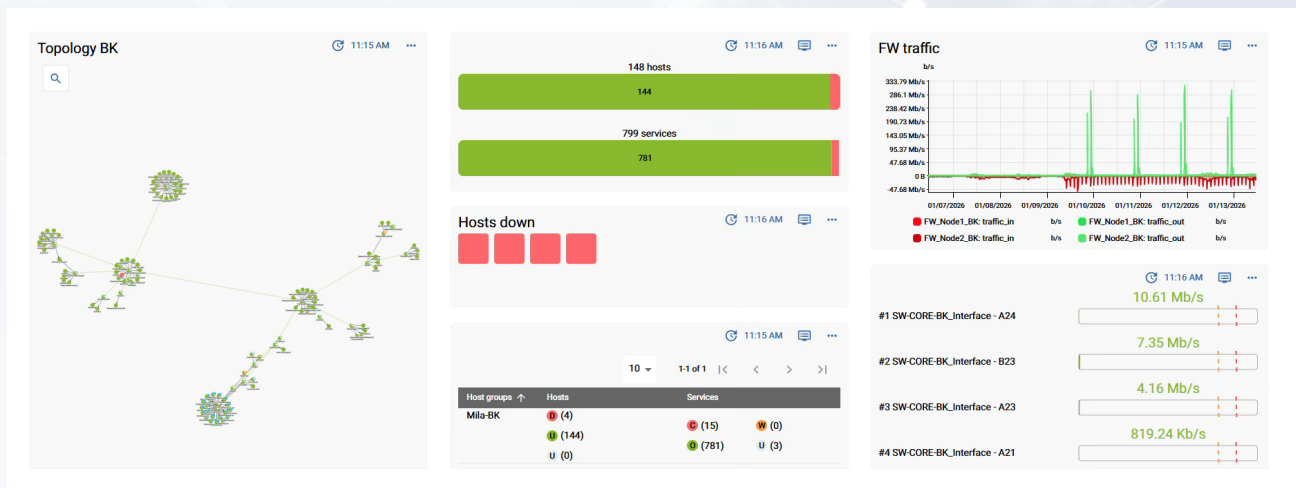 Topology BK
11:15 AM
11:16 AM
148 hosts
144
799 services
781
Hosts down
11:16 AM
11:15 AM
10
1-1 of 1
Host groups Hosts Services
Mila-BK D (4) C (15) W (0)
U (144) O (781) U (3)
U (0)
FW traffic
11:15 AM
b/s
333.79 Mb/s
286.1 Mb/s
238.42 Mb/s
190.73 Mb/s
143.05 Mb/s
95.37 Mb/s
47.68 Mb/s
0 B
-47.68 Mb/s
01/07/2026 01/08/2026 01/09/2026 01/10/2026 01/11/2026 01/12/2026 01/13/2026
FW_Node1_BK: traffic_in b/s FW_Node1_BK: traffic_out b/s
FW_Node2_BK: traffic_in b/s FW_Node2_BK: traffic_out b/s
11:16 AM
10.61 Mb/s
#1 SW-CORE-BK_Interface - A24
7.35 Mb/s
#2 SW-CORE-BK_Interface - B23
4.16 Mb/s
#3 SW-CORE-BK_Interface - A23
819.24 Kb/s
#4 SW-CORE-BK_Interface - A21